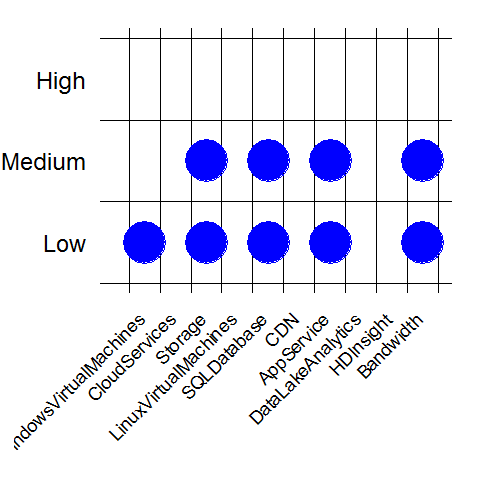 High
Medium
Low
ndowsVirtualMachines
CloudServices
Storage
LinuxVirtualMachines
SQLDatabase
CDN
AppService
DataLakeAnalytics
HDInsight
Bandwidth